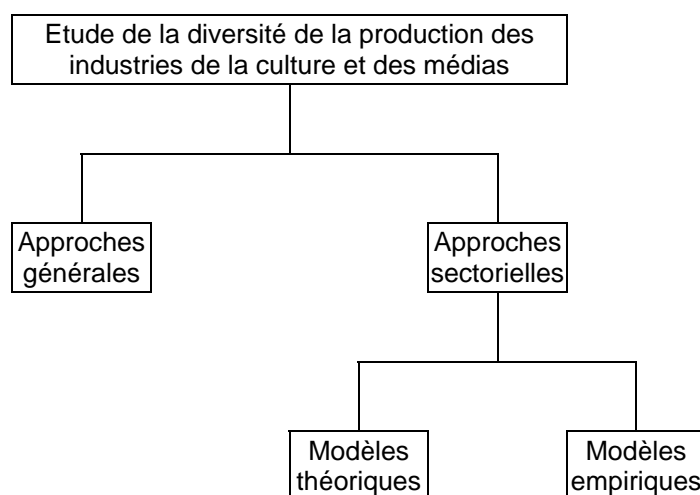 Etude de la diversité de la production des
industries de la culture et des médias
Approches
générales
Approches
sectorielles
Modèles
théoriques
Modèles
empiriques